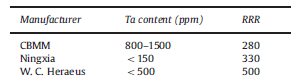 Manufacturer Ta content (ppm) RRR
CBMM 800–1500 280
Ningxia <150 330
W. C. Heraeus <500 500